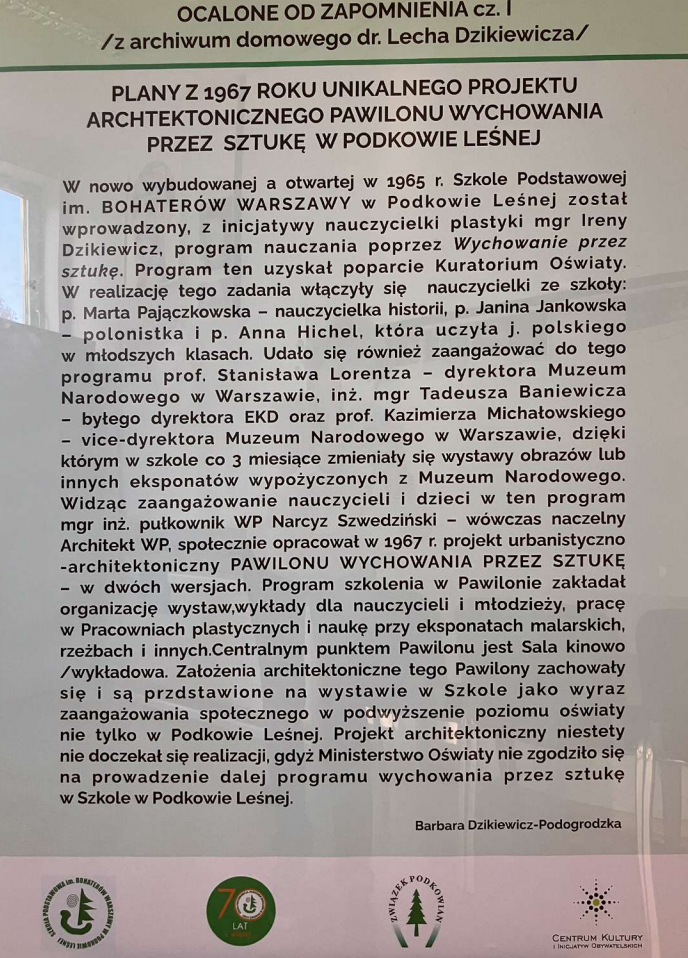 OCALONE OD ZAPOMNIENIA cz. I
/z archiwum domowego dr. Lecha Dzikiewicza/
PLANY Z 1967 ROKU UNIKALNEGO PROJEKTU
ARCHTEKTONICZNEGO PAWILONU WYCHOWANIA
PRZEZ SZTUKĘ W PODKOWIE LEŚNEJ
W nowo wybudowanej a otwartej w 1965 r. Szkole Podstawowej
im. BOHATERÓW WARSZAWY w Podkowie Leśnej został
wprowadzony, z inicjatywy nauczycielki plastyki mgr Ireny
Dzikiewicz, program nauczania poprzez Wychowanie przez
sztukę. Program ten uzyskał poparcie Kuratorium Oświaty.
W realizację tego zadania włączyły się nauczycielki ze szkoły:
p. Marta Pajączkowska – nauczycielka historii, p. Janina Jankowska
– polonistka i p. Anna Hichel, która uczyła j. polskiego
w młodszych klasach. Udało się również zaangażować do tego
programu prof. Stanisława Lorentza – dyrektora Muzeum
Narodowego w Warszawie, inż. mgr Tadeusza Baniewicza
– byłego dyrektora EKD oraz prof. Kazimierza Michałowskiego
– vice-dyrektora Muzeum Narodowego w Warszawie, dzięki
którym w szkole co 3 miesiące zmieniały się wystawy obrazów lub
innych eksponatów wypożyczonych z Muzeum Narodowego.
Widząc zaangażowanie nauczycieli i dzieci w ten program
mgr inż. pułkownik WP Narcyz Szwedziński – wówczas naczelny
Architekt WP, społecznie opracował w 1967 r. projekt urbanistyczno
-architektoniczny PAWILONU WYCHOWANIA PRZEZ SZTUKĘ
– w dwóch wersjach. Program szkolenia w Pawilonie zakładał
organizację wystaw,wykłady dla nauczycieli i młodzieży, pracę
w Pracowniach plastycznych i naukę przy eksponatach malarskich,
rzeźbach i innych.Centralnym punktem Pawilonu jest Sala kinowo
/wykładowa. Założenia architektoniczne tego Pawilony zachowały
się i są przdstawione na wystawie w Szkole jako wyraz
zaangażowania społecznego w podwyższenie poziomu oświaty
nie tylko w Podkowie Leśnej. Projekt architektoniczny niestety
nie doczekał się realizacji, gdyż Ministerstwo Oświaty nie zgodziło się
na prowadzenie dalej programu wychowania przez sztukę
w Szkole w Podkowie Leśnej.
Barbara Dzikiewicz-Podogrodzka
SZKOŁA PODSTAWOWA im. BOHATERÓW WARSZAWY W PODKOWIE LEŚNEJ
70
LAT
ZWIĄZEK PODKOWIAN
CENTRUM KULTURY
I INICJATYW OBYWATELSKICH